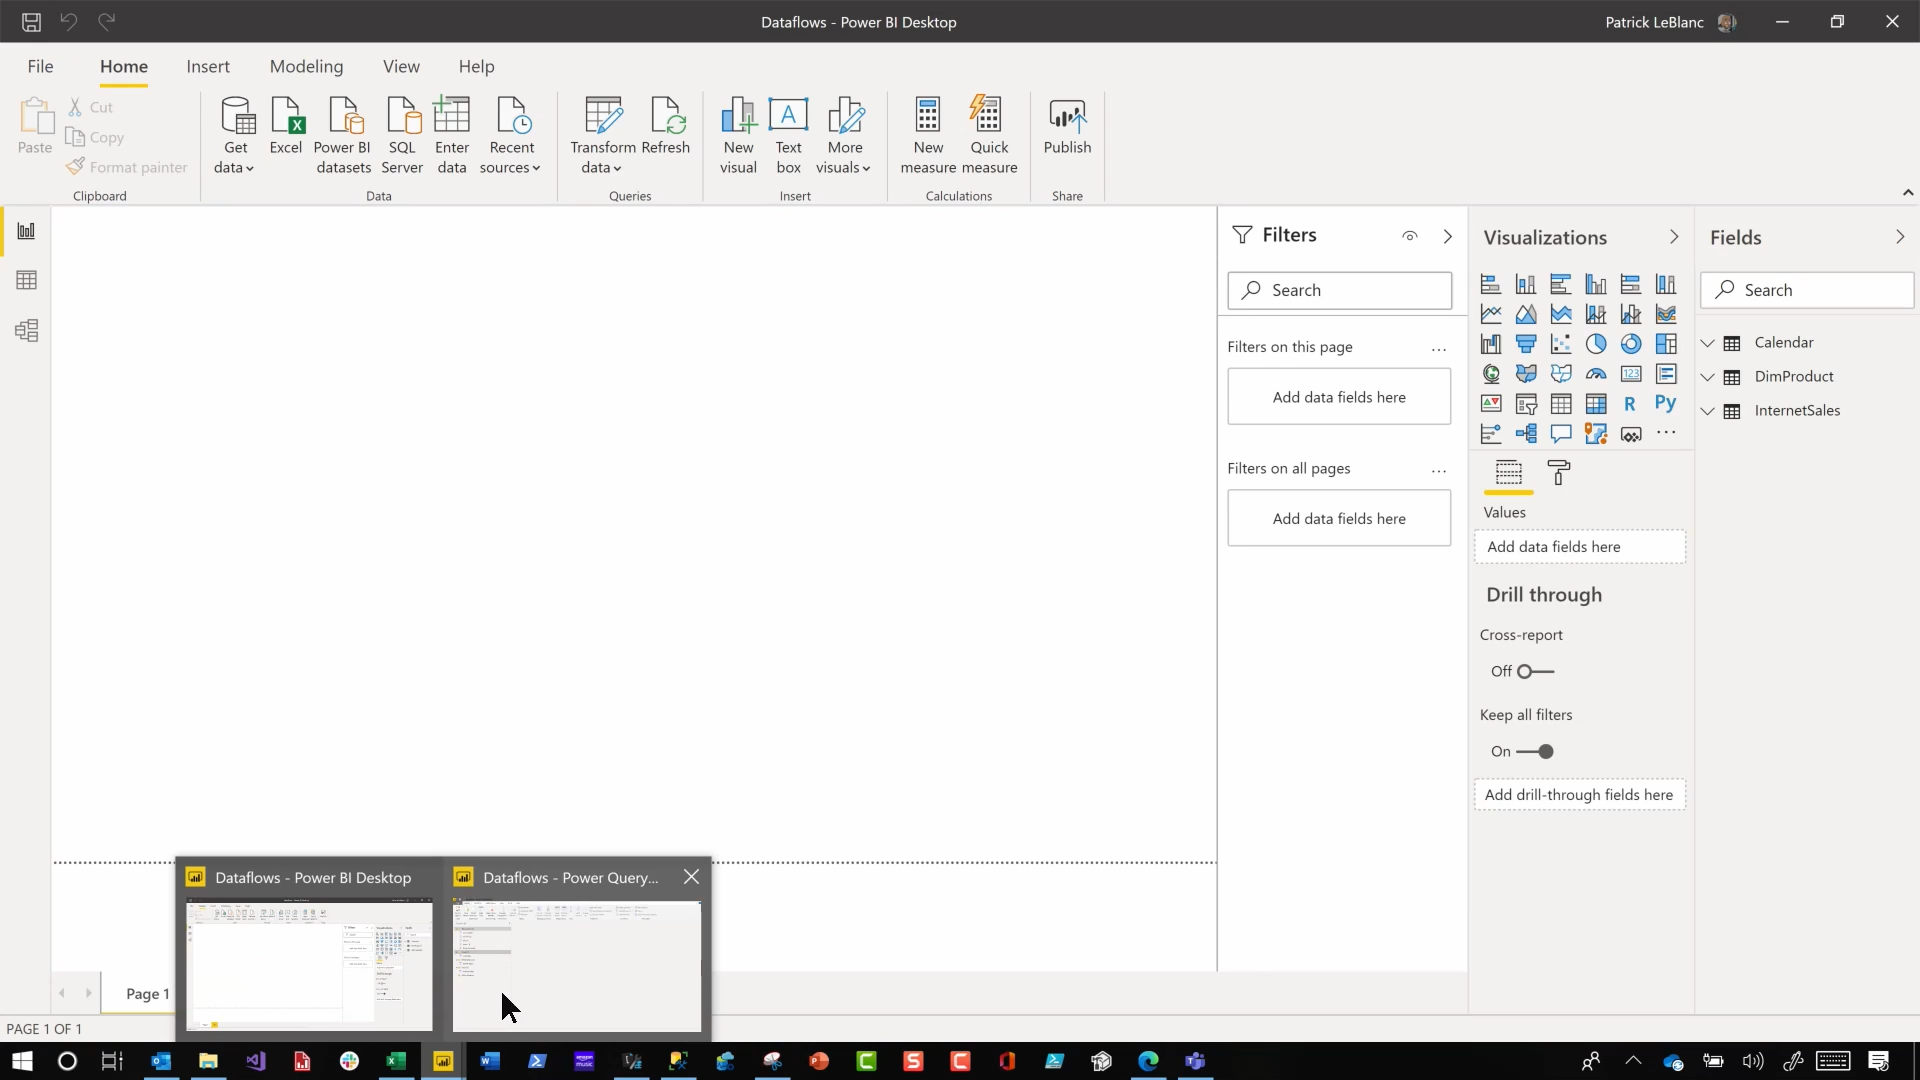 Dataflows - Power BI Desktop
Patrick LeBlanc
File
Home
Insert
Modeling
View
Help
Paste
Cut
Copy
Format painter
Clipboard
Get data
Excel
Power BI datasets
SQL Server
Enter data
Recent sources
Data
Transform data
Refresh
Queries
New visual
Text box
More visuals
Insert
New measure
Quick measure
Calculations
Publish
Share
Filters
Search
Filters on this page
...
Add data fields here
Filters on all pages
...
Add data fields here
Visualizations
123
R
Py
...
Values
Add data fields here
Drill through
Cross-report
Off
Keep all filters
On
Add drill-through fields here
Fields
Search
Calendar
DimProduct
InternetSales
Dataflows - Power BI Desktop
Dataflows - Power Query...
Page 1
PAGE 1 OF 1